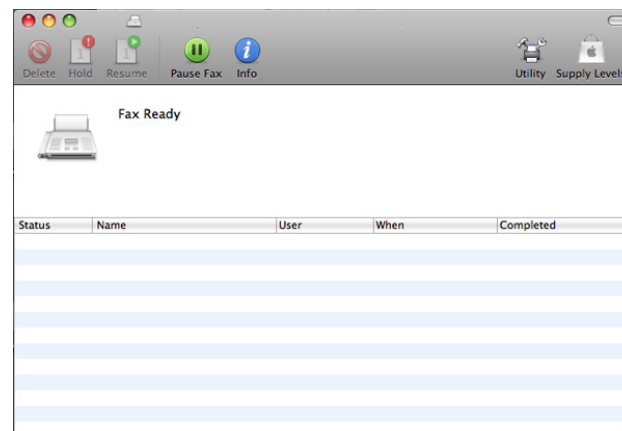 Delete Hold Resume Pause Fax Info Utility Supply Levels
Fax Ready
Status Name User When Completed